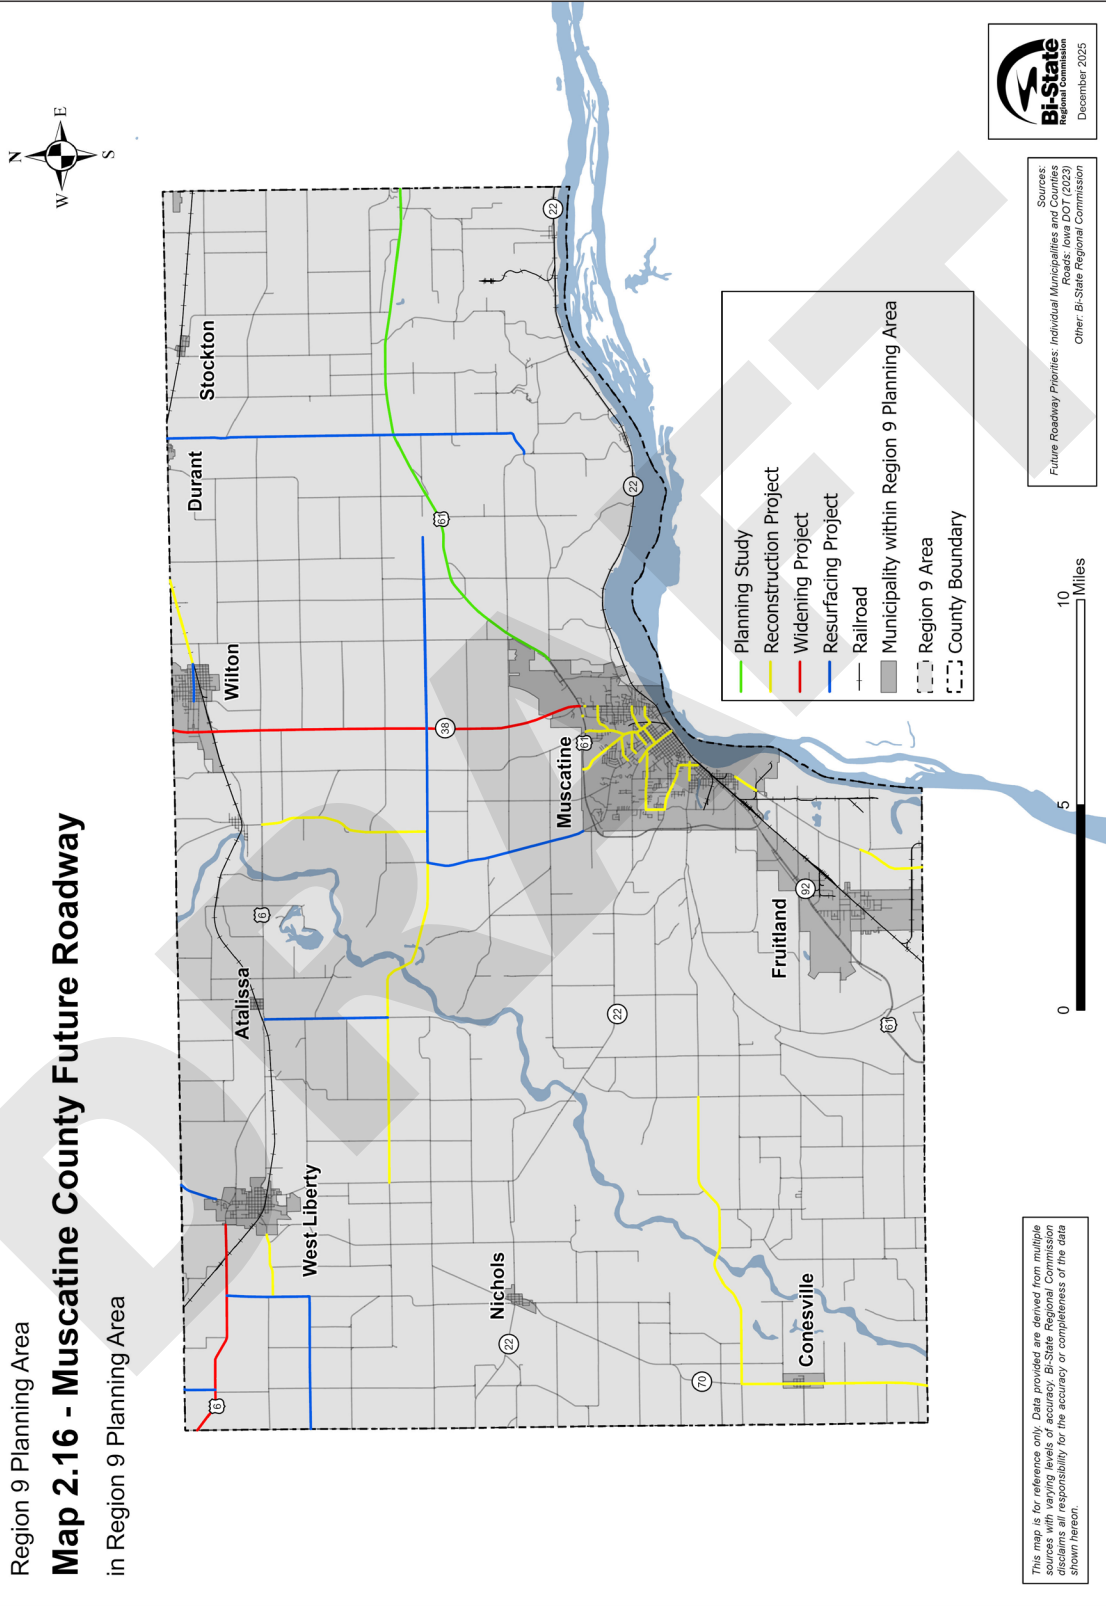 Region 9 Planning Area
Map 2.16 - Muscatine County Future Roadway
in Region 9 Planning Area
N
W
E
S
DRAFT
6
West Liberty
Atalissa
6
Wilton
Durant
Stockton
38
61
22
Nichols
22
22
Muscatine
61
22
70
Conesville
Fruitland
92
61
Planning Study
Reconstruction Project
Widening Project
Resurfacing Project
Railroad
Municipality within Region 9 Planning Area
Region 9 Area
County Boundary
0
5
10
Miles
This map is for reference only. Data provided are derived from multiple
sources with varying levels of accuracy. Bi-State Regional Commission
disclaims all responsibility for the accuracy or completeness of the data
shown hereon.
Sources:
Future Roadway Priorities: Individual Municipalities and Counties
Roads: Iowa DOT (2023)
Other: Bi-State Regional Commission
Bi-State
Regional Commission
December 2025